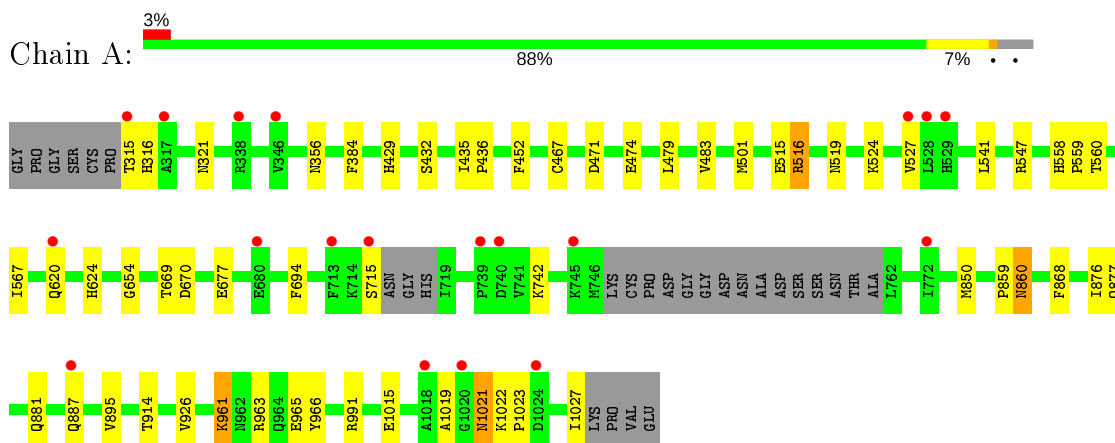 3%
Chain A:
88% 7% • •
GLY PRO GLY SER CYS PRO T315 H316 A317 N321 R338 V346 N356 F384 H429 S432 I435 P436 F452 C467 D471 E474 L479 V483 M501 E515 R516 N519 K524 V527 L528 H529 L541 R547 H558 P559 T560
I567 Q620 H624 G654 T669 D670 E677 E680 F694 F713 K714 S715 ASN GLY HIS I719 P739 D740 V741 K742 K745 M746 LYS CYS PRO ASP GLY GLY ASP ASN ALA ASP SER SER ASN THR ALA L762 I772 M850 P859 N860 F868 I876 Q877
Q881 Q887 V895 T914 V926 K961 N962 R963 Q964 E965 Y966 R991 E1015 A1018 A1019 G1020 N1021 K1022 P1023 D1024 I1027 LYS PRO VAL GLU